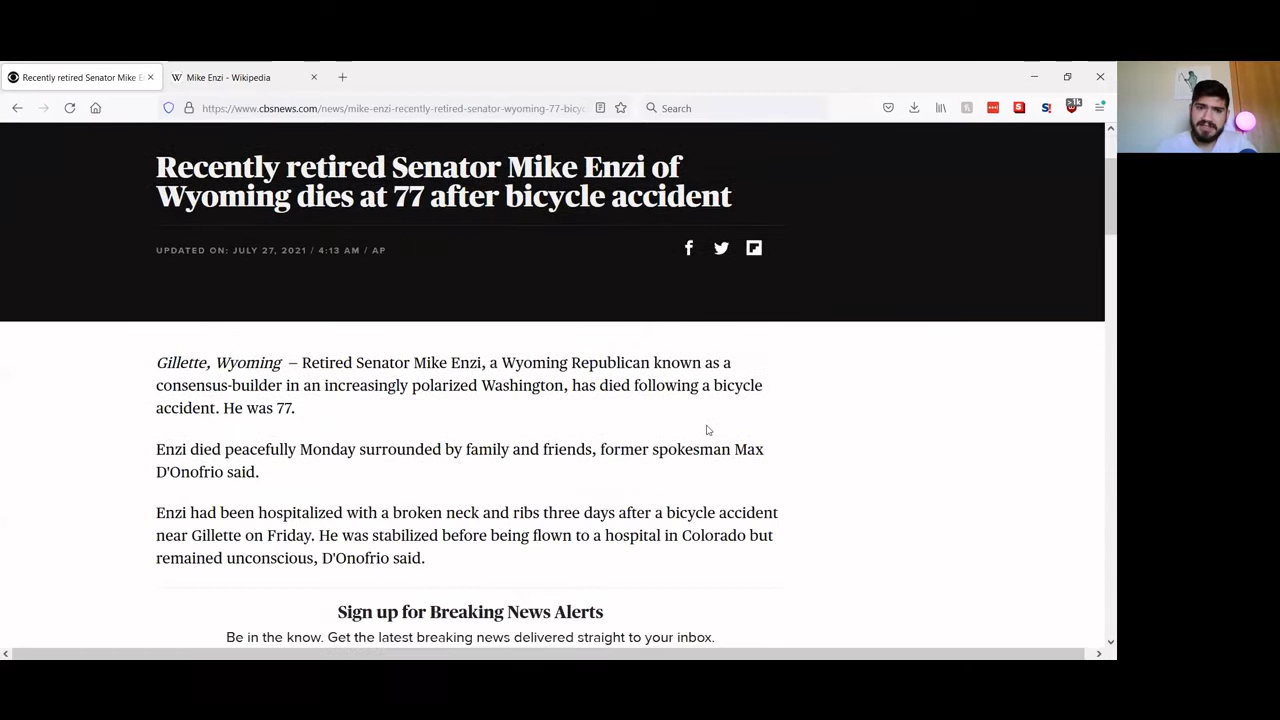 Recently retired Senator Mike E
Mike Enzi - Wikipedia
https://www.cbsnews.com/news/mike-enzi-recently-retired-senator-wyoming-77-bicyc
Search
>1k
Recently retired Senator Mike Enzi of
Wyoming dies at 77 after bicycle accident
UPDATED ON: JULY 27, 2021 / 4:13 AM / AP
Gillette, Wyoming — Retired Senator Mike Enzi, a Wyoming Republican known as a
consensus-builder in an increasingly polarized Washington, has died following a bicycle
accident. He was 77.
Enzi died peacefully Monday surrounded by family and friends, former spokesman Max
D'Onofrio said.
Enzi had been hospitalized with a broken neck and ribs three days after a bicycle accident
near Gillette on Friday. He was stabilized before being flown to a hospital in Colorado but
remained unconscious, D'Onofrio said.
Sign up for Breaking News Alerts
Be in the know. Get the latest breaking news delivered straight to your inbox.